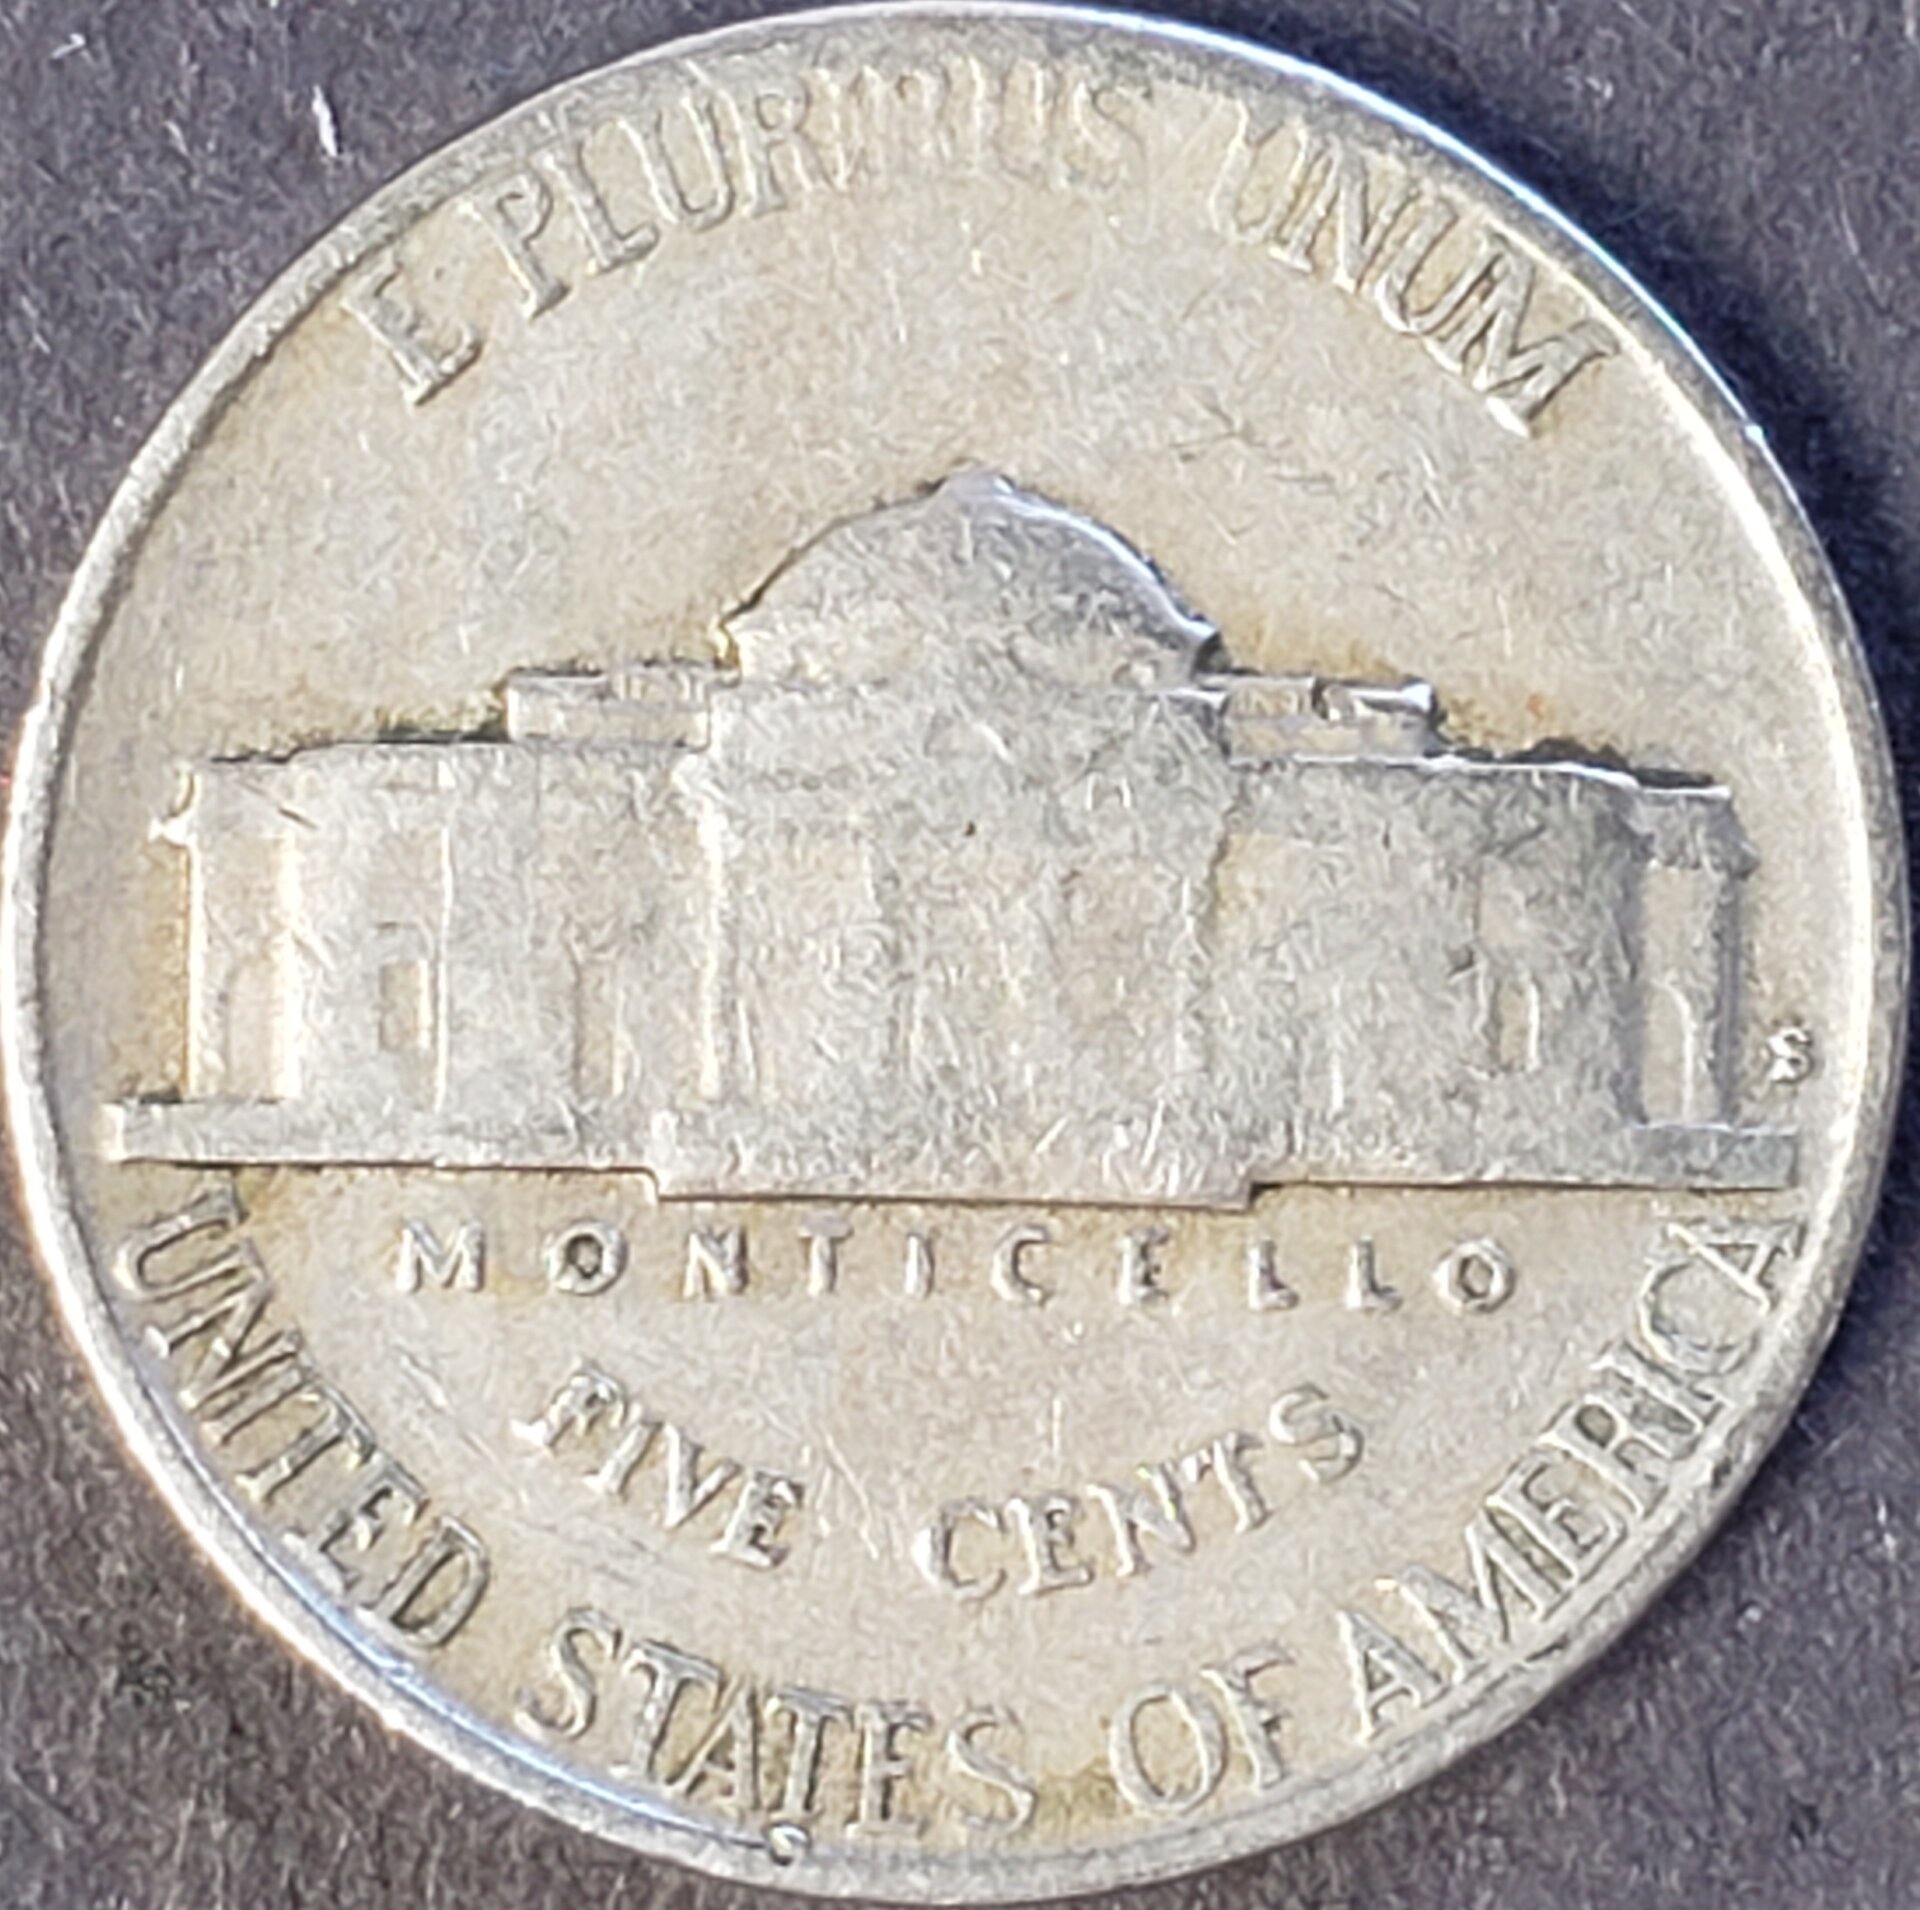 E PLURIBUS UNUM
S
MONTICELLO
FIVE CENTS
UNITED STATES OF AMERICA